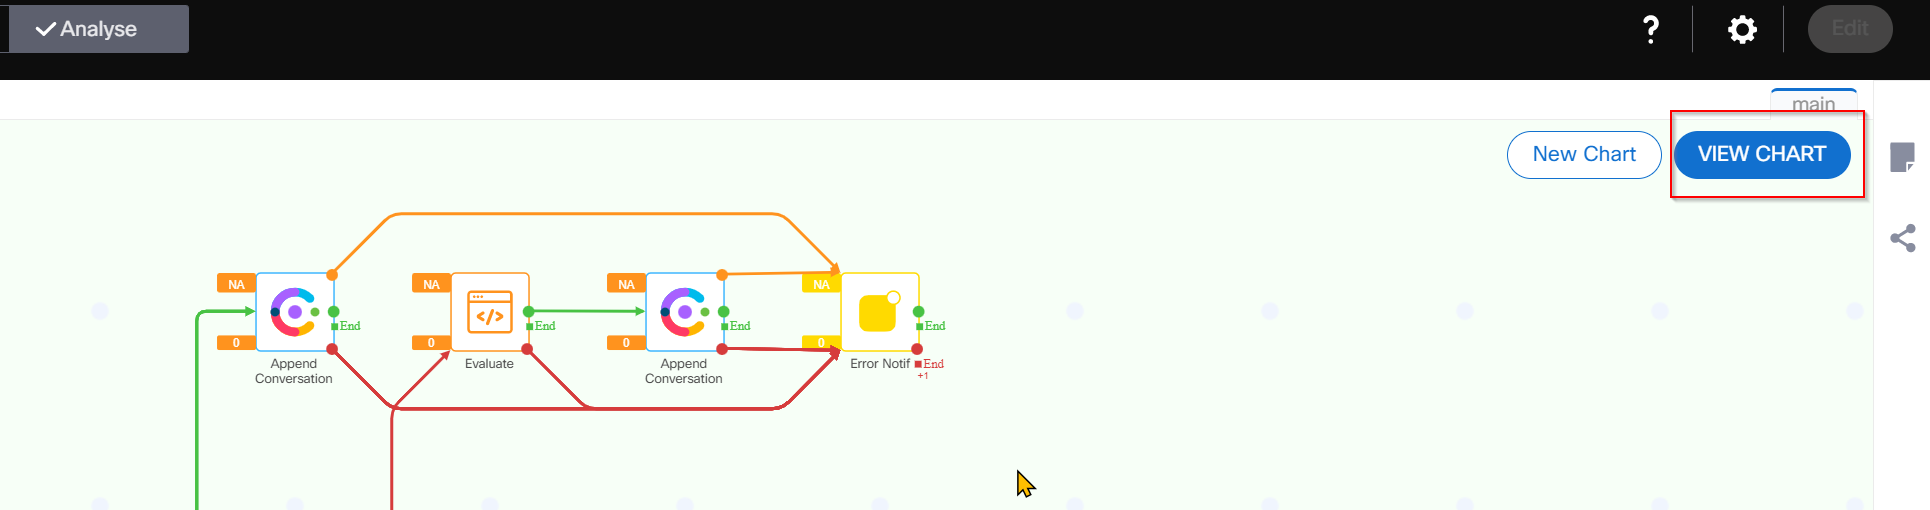 Analyse
?
Edit
main
New Chart
VIEW CHART
NA
NA
NA
NA
</>
End
End
End
End
0
0
0
0
Append
Conversation
Evaluate
Append
Conversation
Error Notif
End
+1